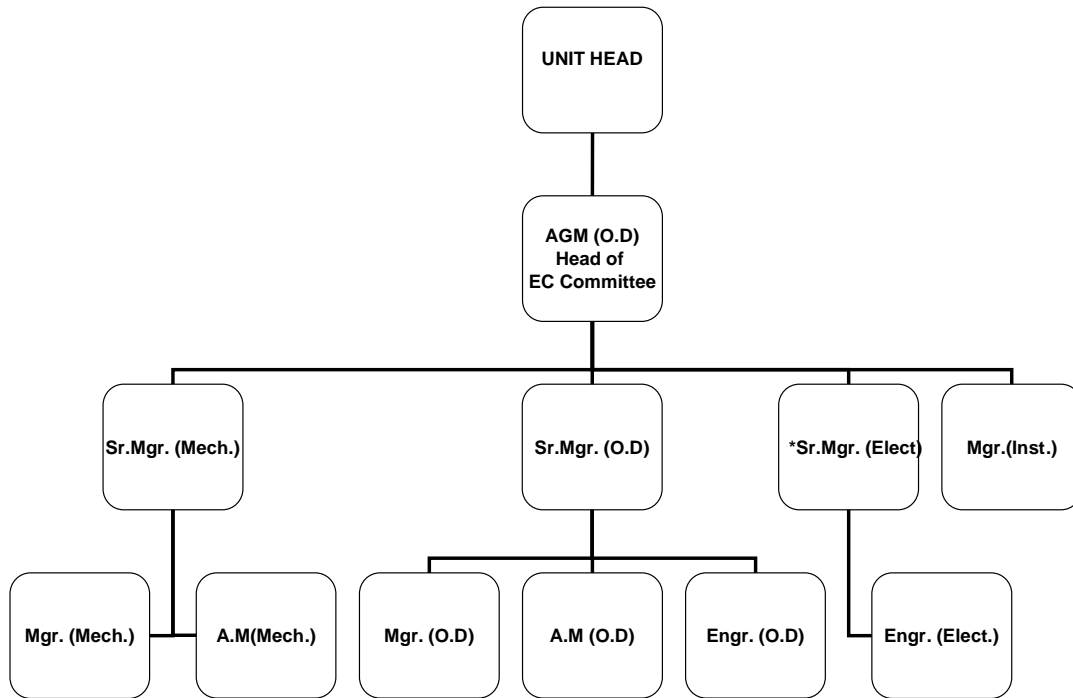 UNIT HEAD
AGM (O.D)
Head of
EC Committee
Sr.Mgr. (Mech.)
Sr.Mgr. (O.D)
*Sr.Mgr. (Elect)
Mgr.(Inst.)
Mgr. (Mech.)
A.M(Mech.)
Mgr. (O.D)
A.M (O.D)
Engr. (O.D)
Engr. (Elect.)